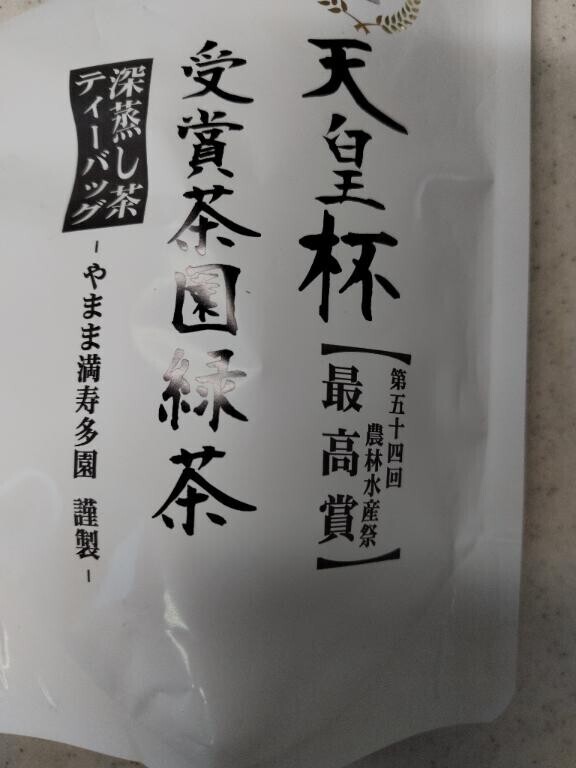 天皇杯
第五十四回
農林水産祭
【最高賞】
受賞茶園緑茶
深蒸し茶
ティーバッグ
-やまま満寿多園 謹製-